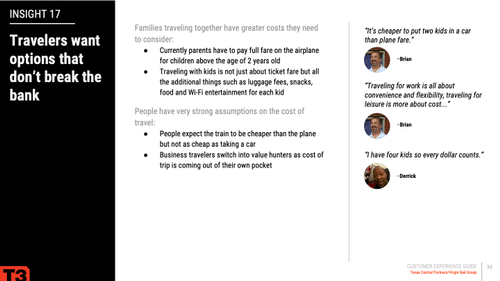 INSIGHT 17
Travelers want
options that
don't break the
bank
Families traveling together have greater costs they need
to consider:
● Currently parents have to pay full fare on the airplane
for children above the age of 2 years old
● Traveling with kids is not just about ticket fare but all
the additional things such as luggage fees, snacks,
food and Wi-Fi entertainment for each kid
People have very strong assumptions on the cost of
travel:
● People expect the train to be cheaper than the plane
but not as cheap as taking a car
● Business travelers switch into value hunters as cost of
trip is coming out of their own pocket
"It's cheaper to put two kids in a car
than plane fare."
–Brian
"Traveling for work is all about
convenience and flexibility, traveling for
leisure is more about cost..."
–Brian
"I have four kids so every dollar counts."
–Derrick
T3
CUSTOMER EXPERIENCE GUIDE
Texas Central Partners/Virgin Rail Group
34